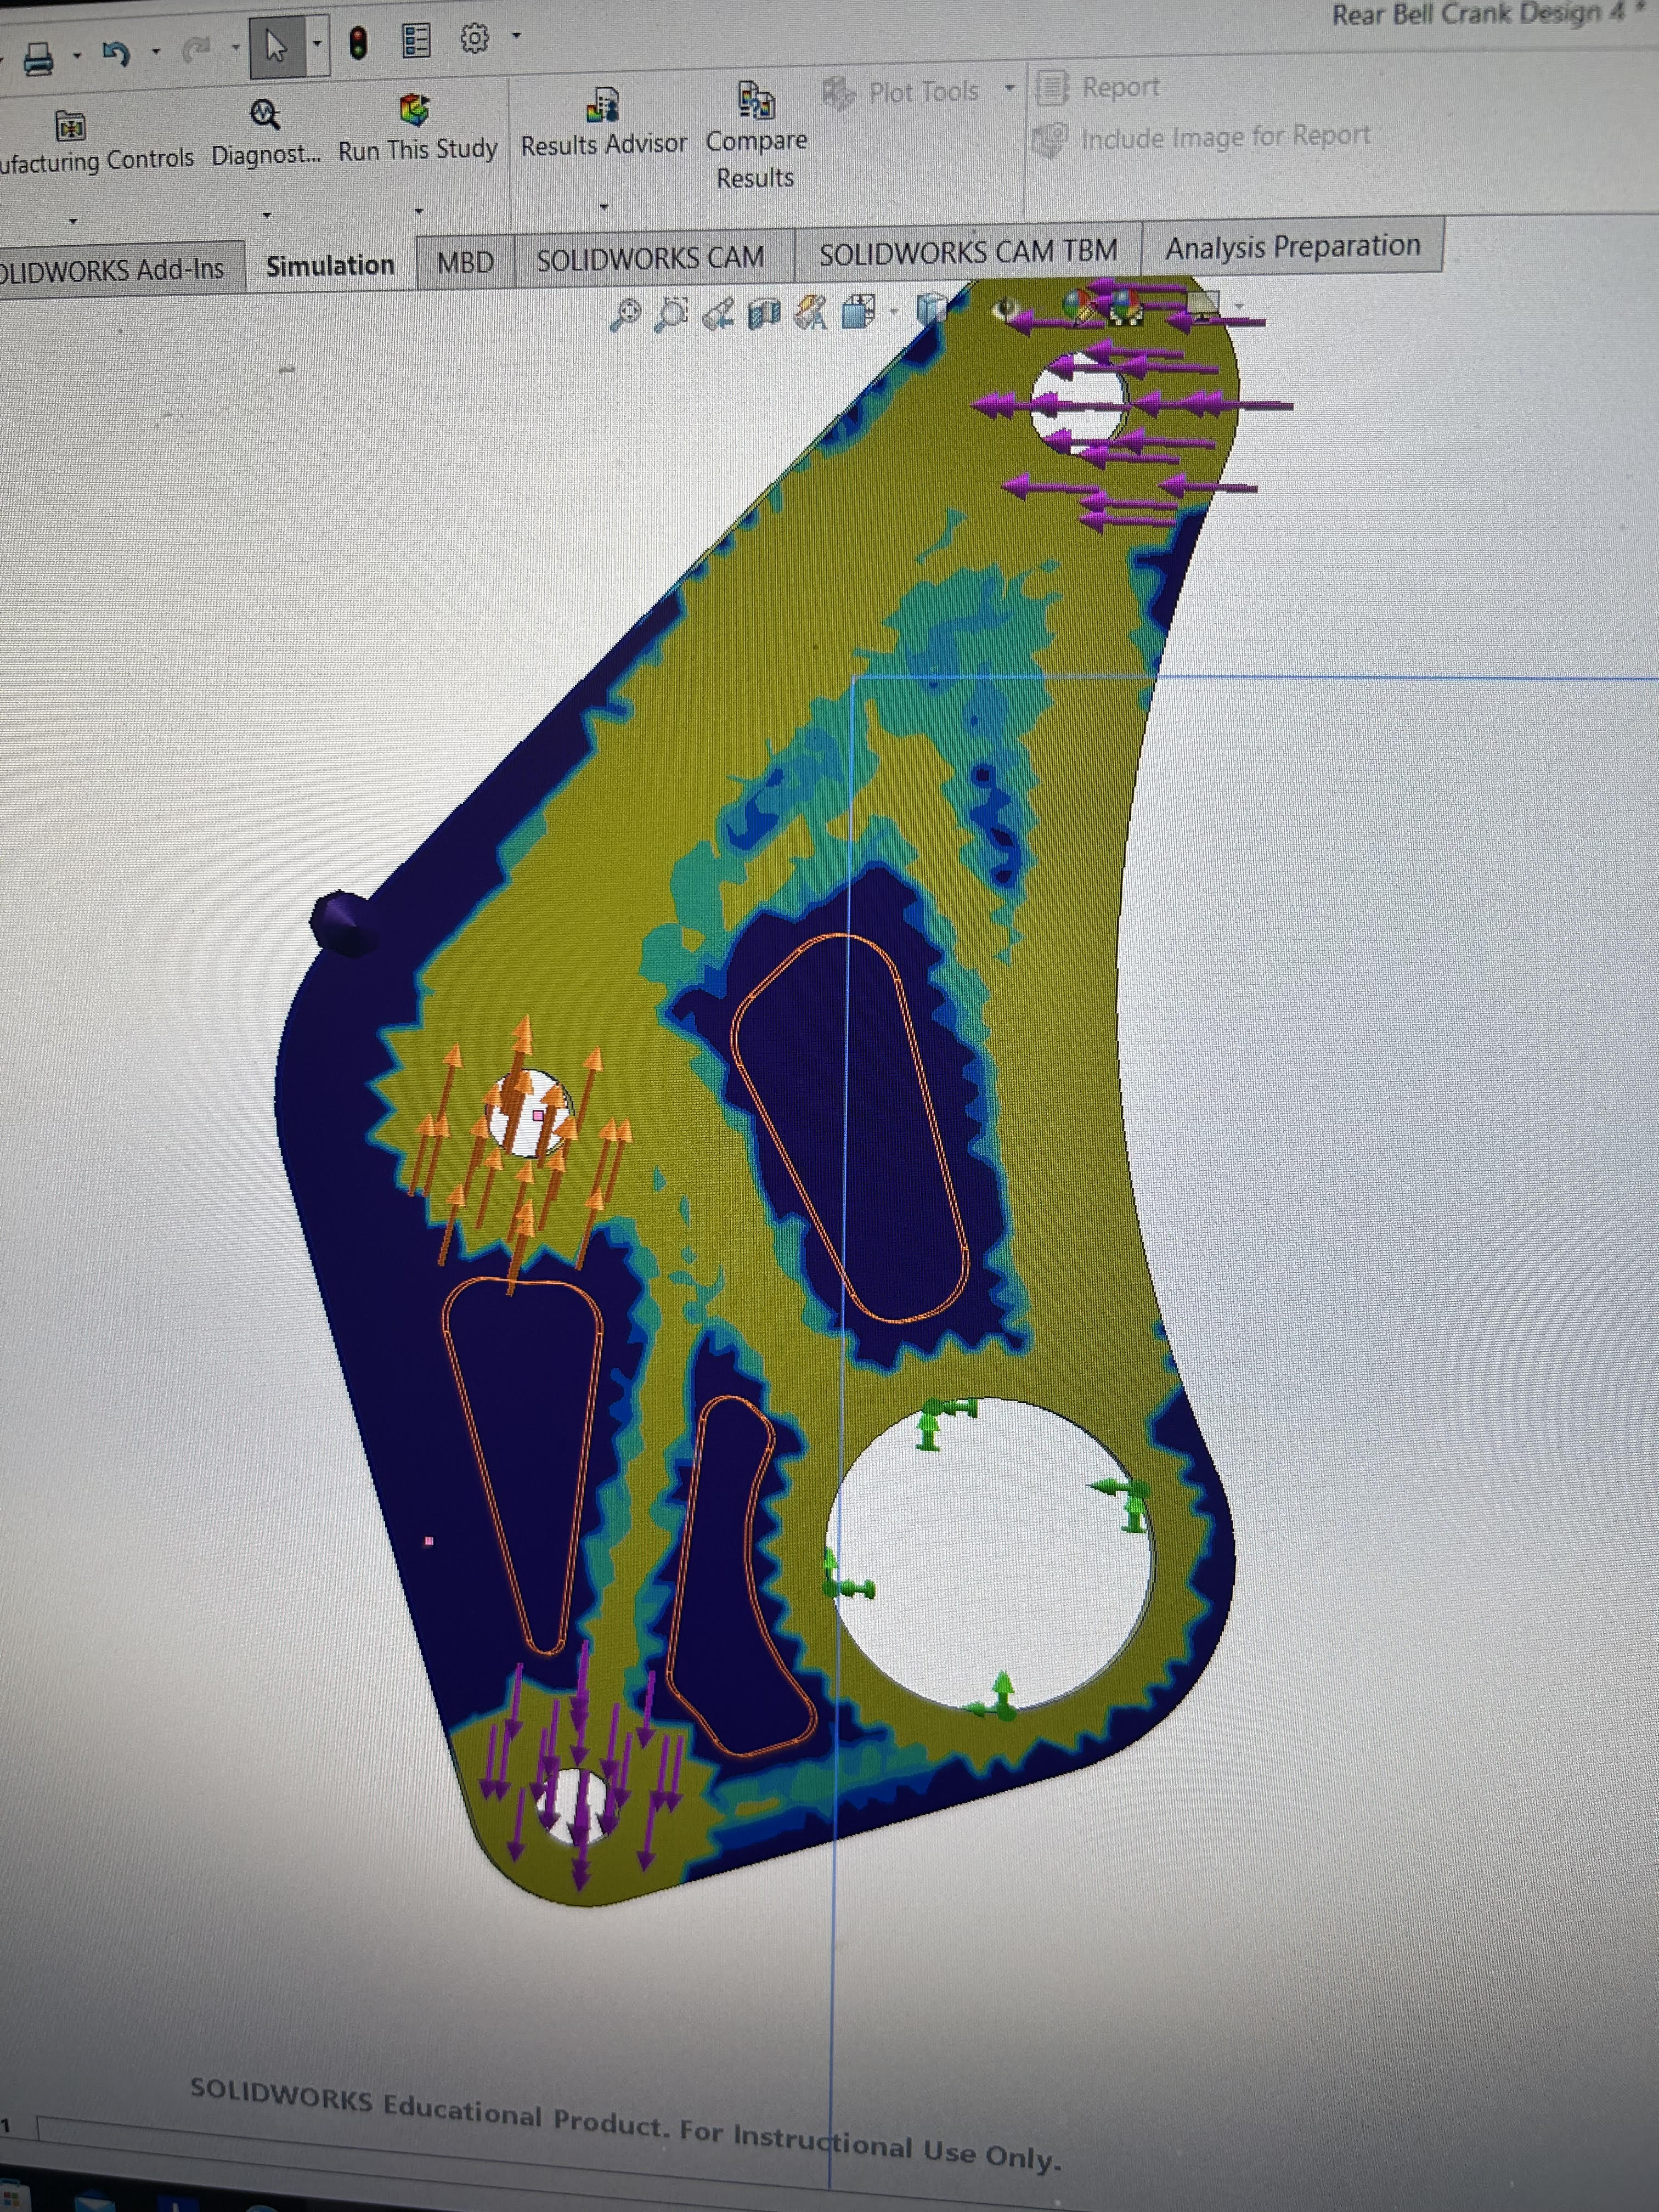 Rear Bell Crank Design 4 *
Plot Tools
Report
ufacturing Controls
Diagnost...
Run This Study
Results Advisor
Compare
Results
Include Image for Report
OLIDWORKS Add-Ins
Simulation
MBD
SOLIDWORKS CAM
SOLIDWORKS CAM TBM
Analysis Preparation
SOLIDWORKS Educational Product. For Instructional Use Only.
1